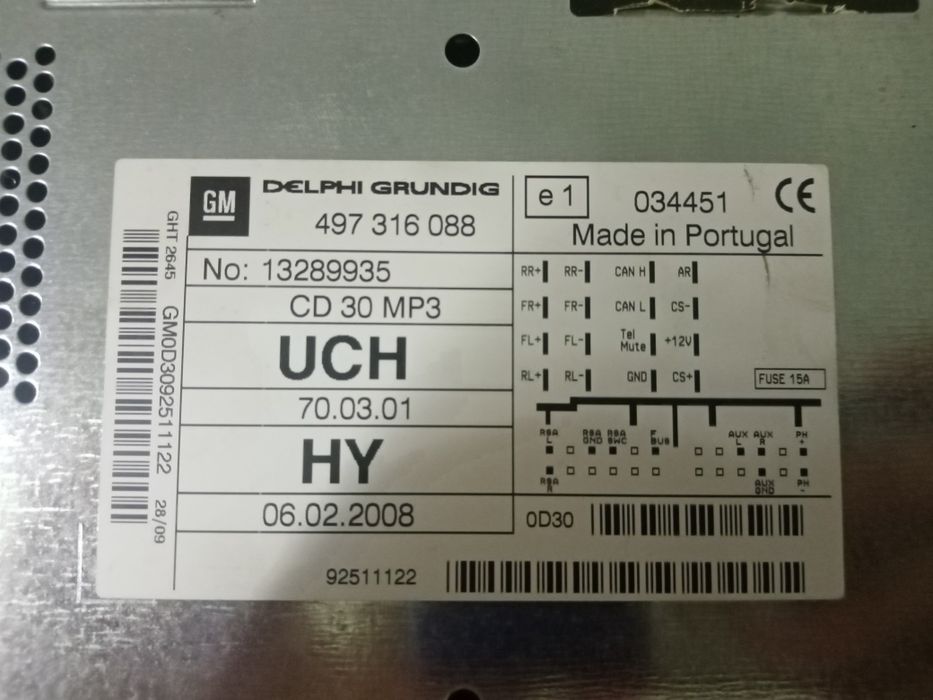 GM DELPHI GRUNDIG
497 316 088
No: 13289935
CD 30 MP3
UCH
70.03.01
HY
06.02.2008
92511122
e1 034451 CE
Made in Portugal
RR+ RR- CAN H AR
FR+ FR- CAN L CS-
FL+ FL- Tel Mute +12V
RL+ RL- GND CS+
FUSE 15A
RSA L RSA GND RSA SWC F BUS AUX L AUX R PH +
RSA R AUX GND PH -
0D30
GHT 2645 GM0D3092511122 28/09